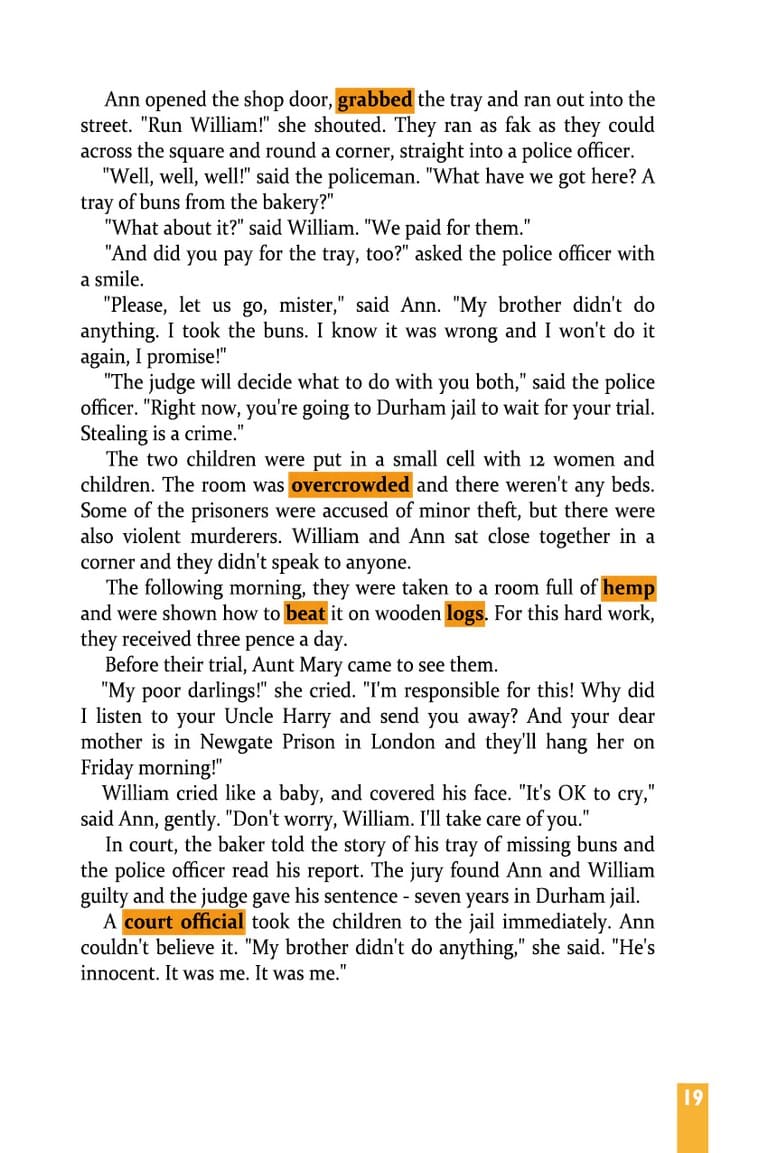 Ann opened the shop door, grabbed the tray and ran out into the
street. "Run William!" she shouted. They ran as fak as they could
across the square and round a corner, straight into a police officer.
"Well, well, well!" said the policeman. "What have we got here? A
tray of buns from the bakery?"
"What about it?" said William. "We paid for them."
"And did you pay for the tray, too?" asked the police officer with
a smile.
"Please, let us go, mister," said Ann. "My brother didn't do
anything. I took the buns. I know it was wrong and I won't do it
again, I promise!"
"The judge will decide what to do with you both," said the police
officer. "Right now, you're going to Durham jail to wait for your trial.
Stealing is a crime."
The two children were put in a small cell with 12 women and
children. The room was overcrowded and there weren't any beds.
Some of the prisoners were accused of minor theft, but there were
also violent murderers. William and Ann sat close together in a
corner and they didn't speak to anyone.
The following morning, they were taken to a room full of hemp
and were shown how to beat it on wooden logs. For this hard work,
they received three pence a day.
Before their trial, Aunt Mary came to see them.
"My poor darlings!" she cried. "I'm responsible for this! Why did
I listen to your Uncle Harry and send you away? And your dear
mother is in Newgate Prison in London and they'll hang her on
Friday morning!"
William cried like a baby, and covered his face. "It's OK to cry,"
said Ann, gently. "Don't worry, William. I'll take care of you."
In court, the baker told the story of his tray of missing buns and
the police officer read his report. The jury found Ann and William
guilty and the judge gave his sentence - seven years in Durham jail.
A court official took the children to the jail immediately. Ann
couldn't believe it. "My brother didn't do anything," she said. "He's
innocent. It was me. It was me."
19